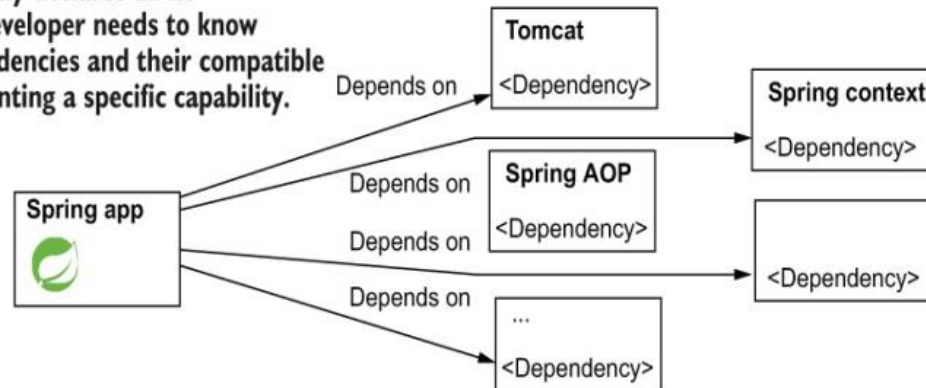 eveloper needs to know
dencies and their compatible
nting a specific capability.
Depends on
Tomcat
<Dependency>
Spring context
<Dependency>
Depends on
Spring AOP
<Dependency>
Spring app
Depends on
<Dependency>
Depends on
...
<Dependency>